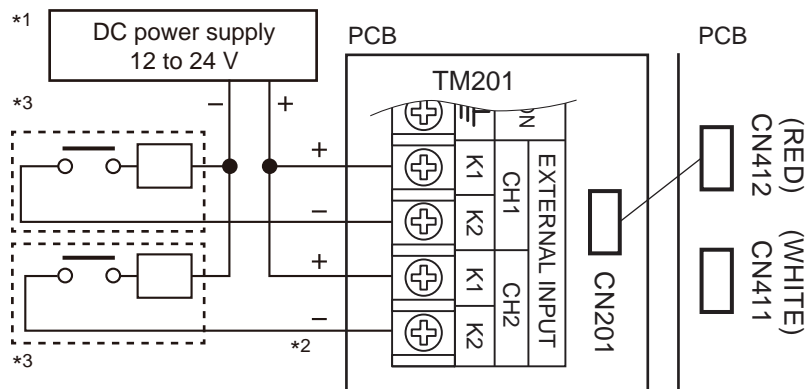 *1
DC power supply
12 to 24 V
PCB
PCB
TM201
*3
−
+
+
K1
CH1
−
K2
+
K1
CH2
−
K2
EXTERNAL INPUT
CN201
CN412
(RED)
CN411
(WHITE)
*2
*3